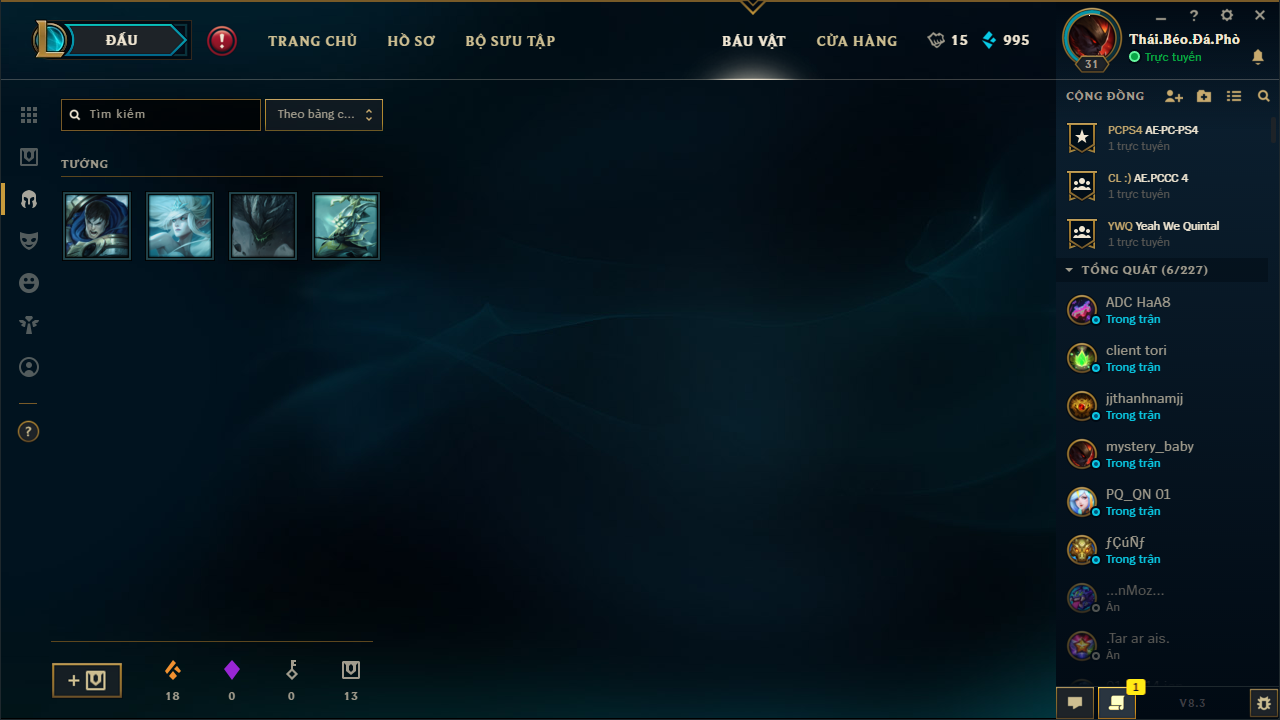 ĐẤU
!
TRANG CHỦ
HỒ SƠ
BỘ SƯU TẬP
BÁU VẬT
CỬA HÀNG
15
995
?
31
Thái.Béo.Đá.Phò
Trực tuyến
Tìm kiếm
Theo bảng c...
TƯỚNG
?
18
0
0
13
CỘNG ĐỒNG
PCPS4 AE-PC-PS4
1 trực tuyến
CL :) AE.PCCC 4
1 trực tuyến
YWQ Yeah We Quintal
1 trực tuyến
TỔNG QUÁT (6/227)
ADC HaA8
Trong trận
client tori
Trong trận
jjthanhnamjj
Trong trận
mystery_baby
Trong trận
PQ_QN 01
Trong trận
ƒÇúÑƒ
Trong trận
...nMoz...
Ẩn
.Tar ar ais.
Ẩn
1
V8.3